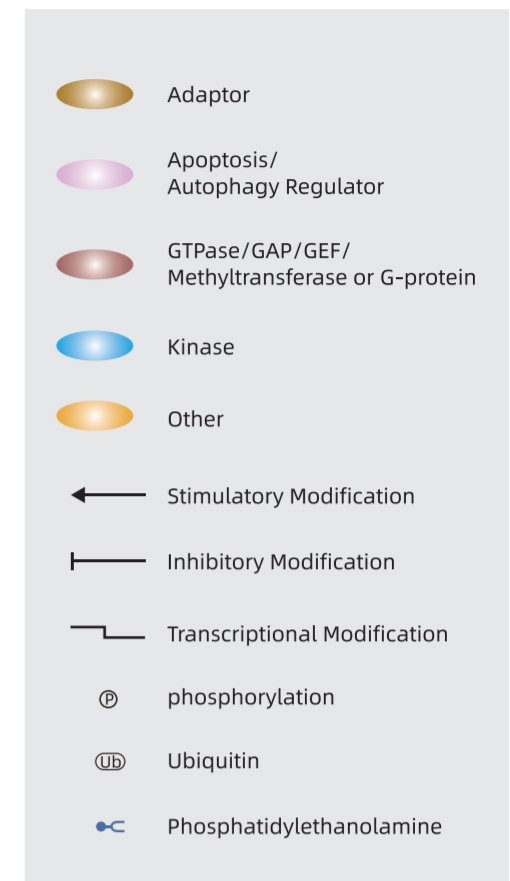 Adaptor
Apoptosis/
Autophagy Regulator
GTPase/GAP/GEF/
Methyltransferase or G-protein
Kinase
Other
Stimulatory Modification
Inhibitory Modification
Transcriptional Modification
P phosphorylation
Ub Ubiquitin
Phosphatidylethanolamine